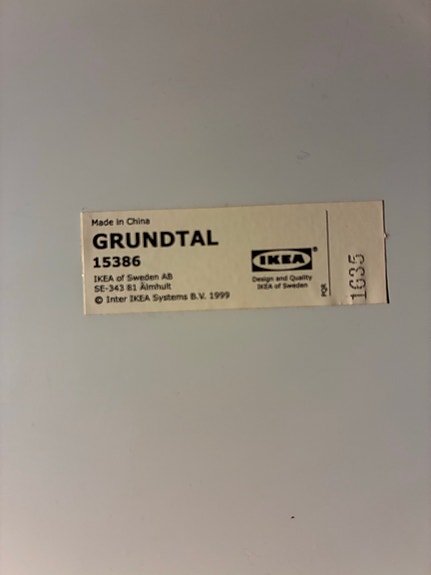 Made in China
GRUNDTAL
15386
IKEA of Sweden AB
SE-343 81 Älmhult
© Inter IKEA Systems B.V. 1999
IKEA®
Design and Quality
IKEA of Sweden
PQR
1635